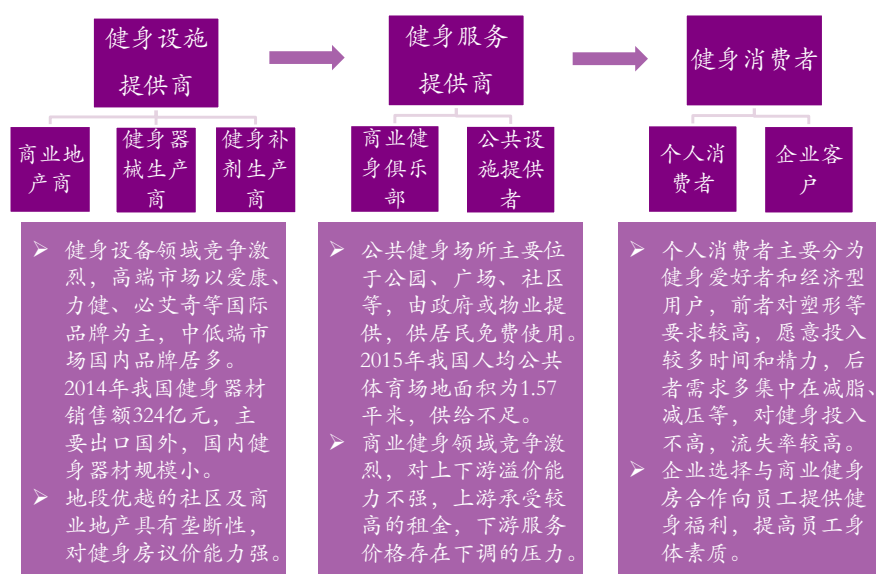 健身设施
提供商
健身服务
提供商
健身消费者
商业地
产商
健身器
械生产
商
健身补
剂生产
商
商业健
身俱乐
部
公共设
施提供
者
个人消
费者
企业客
户
➢ 健身设备领域竞争激
烈，高端市场以爱康、
力健、必艾奇等国际
品牌为主，中低端市
场国内品牌居多。
2014年我国健身器材
销售额324亿元，主
要出口国外，国内健
身器材规模小。
➢ 地段优越的社区及商
业地产具有垄断性，
对健身房议价能力强。
➢ 公共健身场所主要位
于公园、广场、社区
等，由政府或物业提
供，供居民免费使用。
2015年我国人均公共
体育场地面积为1.57
平米，供给不足。
➢ 商业健身领域竞争激
烈，对上下游溢价能
力不强，上游承受较
高的租金，下游服务
价格存在下调的压力。
➢ 个人消费者主要分为
健身爱好者和经济型
用户，前者对塑形等
要求较高，愿意投入
较多时间和精力，后
者需求多集中在减脂、
减压等，对健身投入
不高，流失率较高。
➢ 企业选择与商业健身
房合作向员工提供健
身福利，提高员工身
体素质。